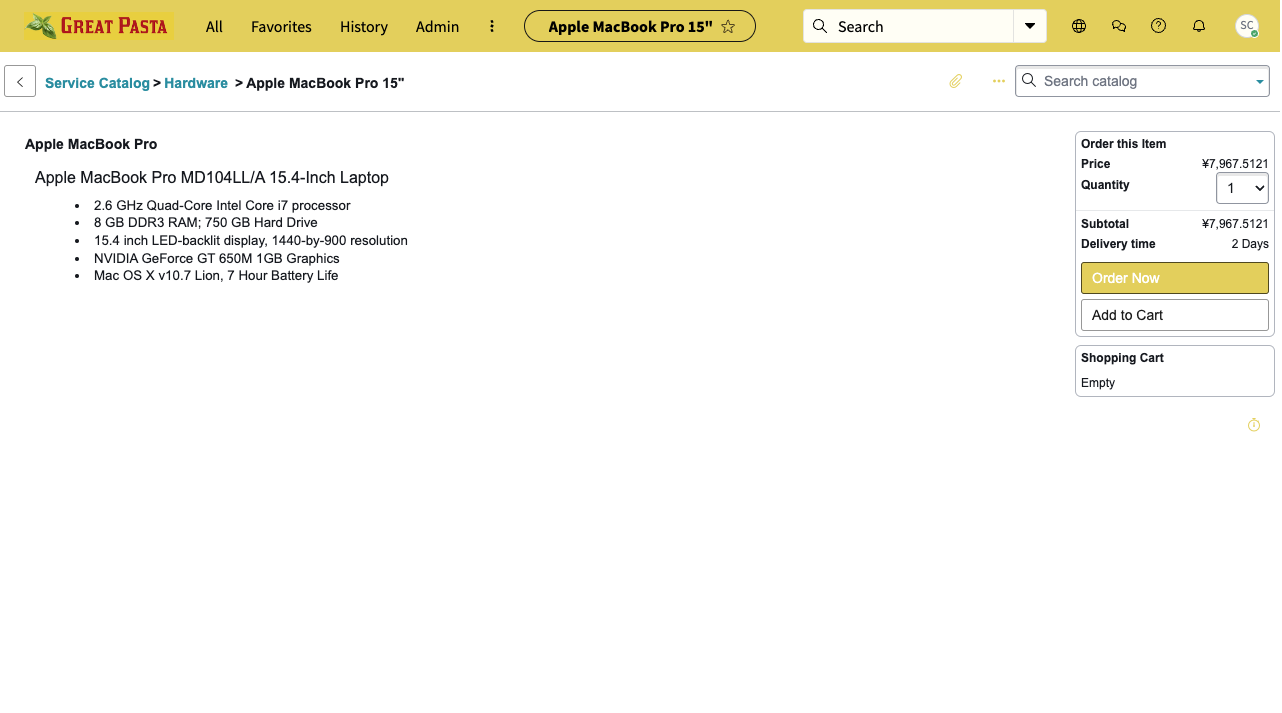 GREAT PASTA
All
Favorites
History
Admin
Apple MacBook Pro 15"
Search
SC
Service Catalog > Hardware > Apple MacBook Pro 15"
Search catalog
Apple MacBook Pro
Apple MacBook Pro MD104LL/A 15.4-Inch Laptop
• 2.6 GHz Quad-Core Intel Core i7 processor
• 8 GB DDR3 RAM; 750 GB Hard Drive
• 15.4 inch LED-backlit display, 1440-by-900 resolution
• NVIDIA GeForce GT 650M 1GB Graphics
• Mac OS X v10.7 Lion, 7 Hour Battery Life
Order this Item
Price ¥7,967.5121
Quantity 1
Subtotal ¥7,967.5121
Delivery time 2 Days
Order Now
Add to Cart
Shopping Cart
Empty